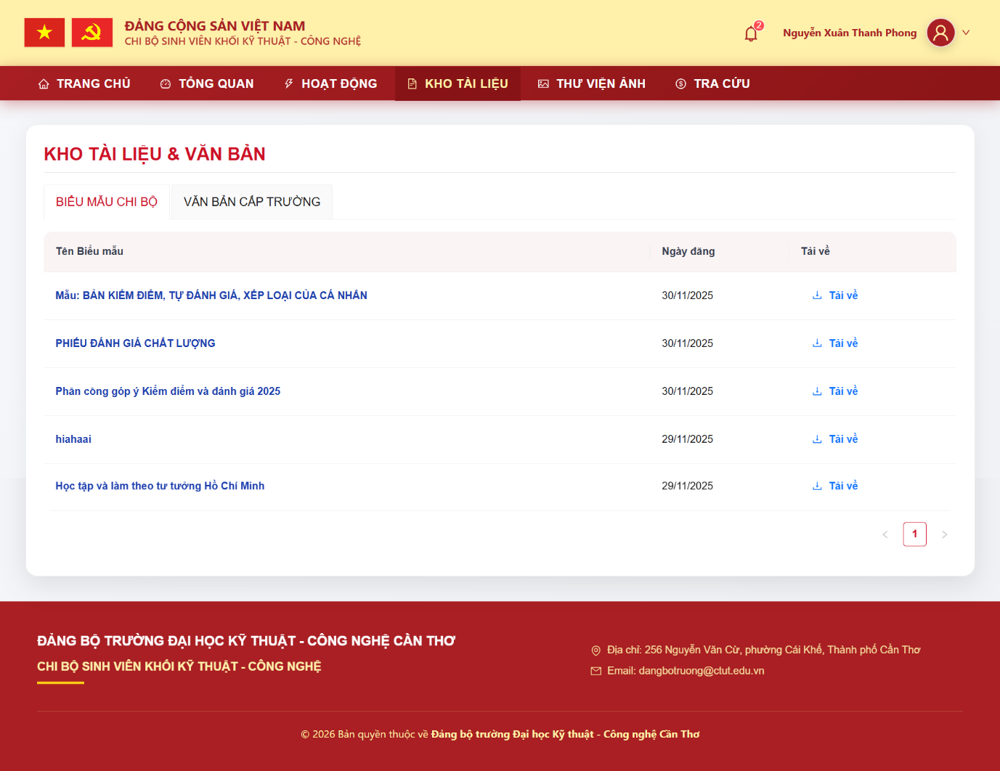 ĐẢNG CỘNG SẢN VIỆT NAM
CHI BỘ SINH VIÊN KHỐI KỸ THUẬT - CÔNG NGHỆ
2
Nguyễn Xuân Thanh Phong
TRANG CHỦ TỔNG QUAN HOẠT ĐỘNG KHO TÀI LIỆU THƯ VIỆN ẢNH TRA CỨU
KHO TÀI LIỆU & VĂN BẢN
BIỂU MẪU CHI BỘ VĂN BẢN CẤP TRƯỜNG
Tên Biểu mẫu Ngày đăng Tải về
Mẫu: BẢN KIỂM ĐIỂM, TỰ ĐÁNH GIÁ, XẾP LOẠI CỦA CÁ NHÂN 30/11/2025 Tải về
PHIẾU ĐÁNH GIÁ CHẤT LƯỢNG 30/11/2025 Tải về
Phân công góp ý Kiểm điểm và đánh giá 2025 30/11/2025 Tải về
hiahaai 29/11/2025 Tải về
Học tập và làm theo tư tưởng Hồ Chí Minh 29/11/2025 Tải về
1
ĐẢNG BỘ TRƯỜNG ĐẠI HỌC KỸ THUẬT - CÔNG NGHỆ CẦN THƠ
CHI BỘ SINH VIÊN KHỐI KỸ THUẬT - CÔNG NGHỆ
Địa chỉ: 256 Nguyễn Văn Cừ, phường Cái Khế, Thành phố Cần Thơ
Email: dangbotruong@ctut.edu.vn
© 2026 Bản quyền thuộc về Đảng bộ trường Đại học Kỹ thuật - Công nghệ Cần Thơ